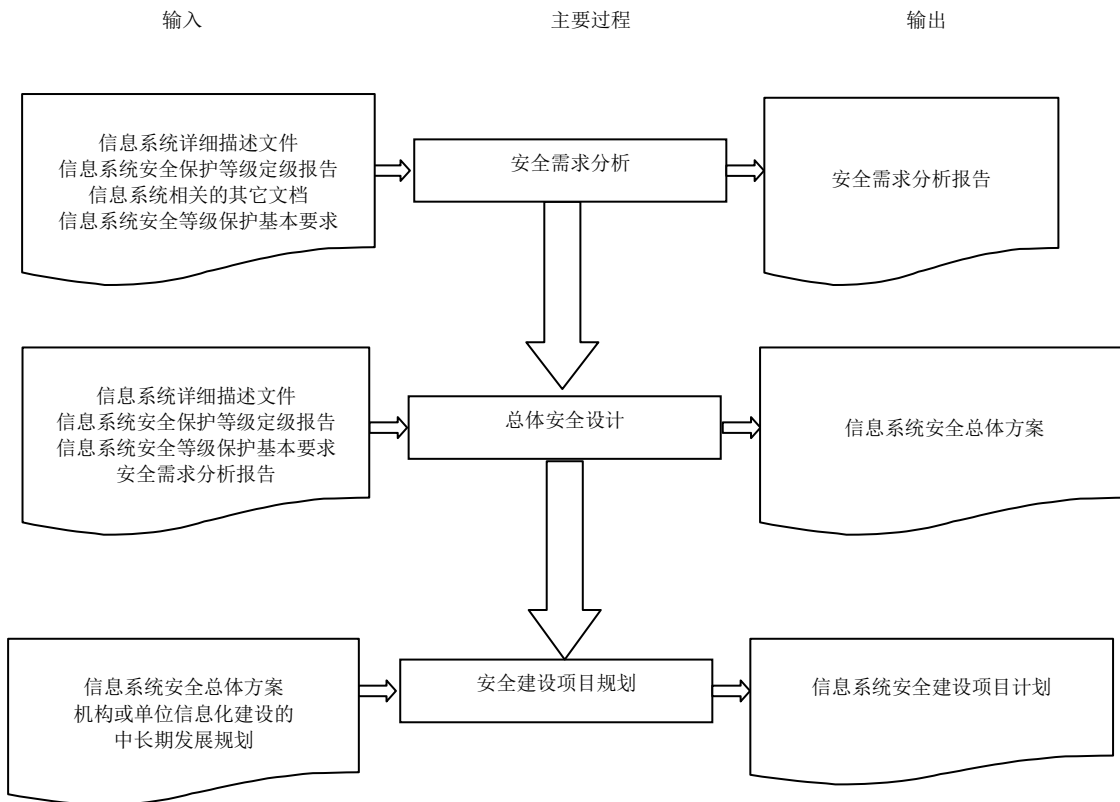 输入
主要过程
输出
信息系统详细描述文件
信息系统安全保护等级定级报告
信息系统相关的其它文档
信息系统安全等级保护基本要求
安全需求分析
安全需求分析报告
信息系统详细描述文件
信息系统安全保护等级定级报告
信息系统安全等级保护基本要求
安全需求分析报告
总体安全设计
信息系统安全总体方案
信息系统安全总体方案
机构或单位信息化建设的
中长期发展规划
安全建设项目规划
信息系统安全建设项目计划